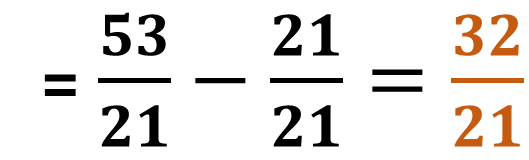 = 53/21 − 21/21 = 32/21